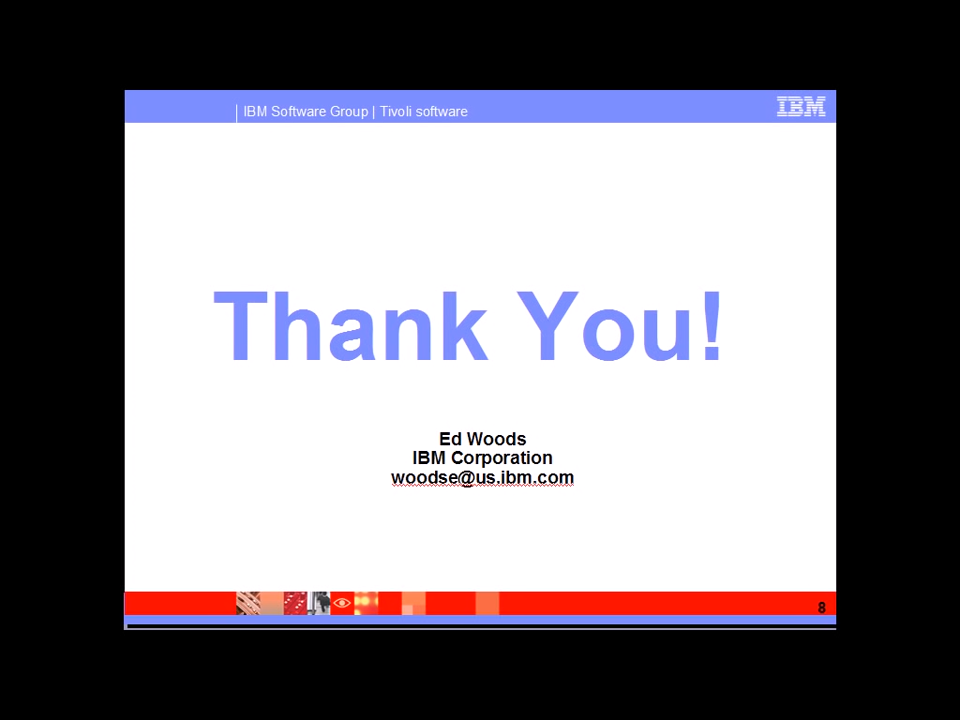 | IBM Software Group | Tivoli software
IBM
Thank You!
Ed Woods
IBM Corporation
woodse@us.ibm.com
8